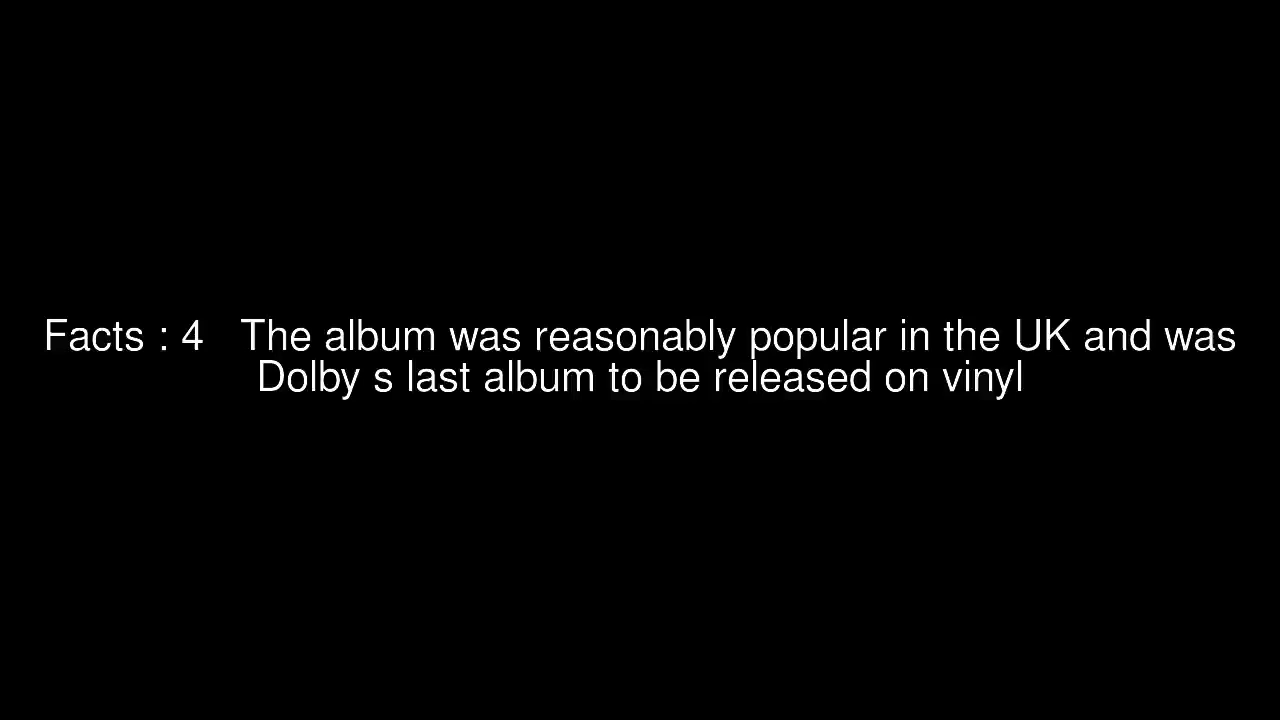 Facts : 4   The album was reasonably popular in the UK and was
Dolby s last album to be released on vinyl